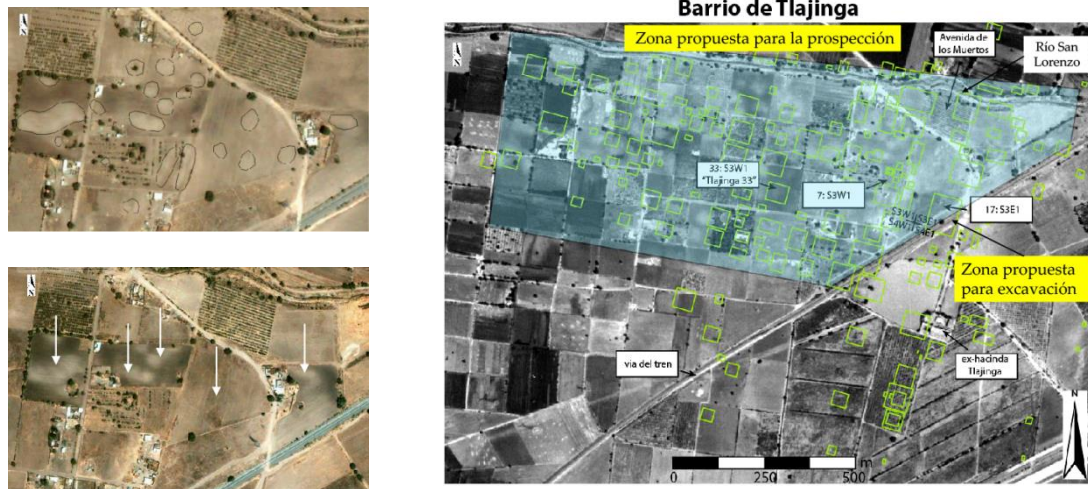 Barrio de Tlajinga
Zona propuesta para la prospección
Avenida de
los Muertos
Río San
Lorenzo
33: S3W1
"Tlajinga 33"
7: S3W1
17: S3E1
Zona propuesta
para excavación
via del tren
ex-hacinda
Tlajinga
N
m
0
250
500